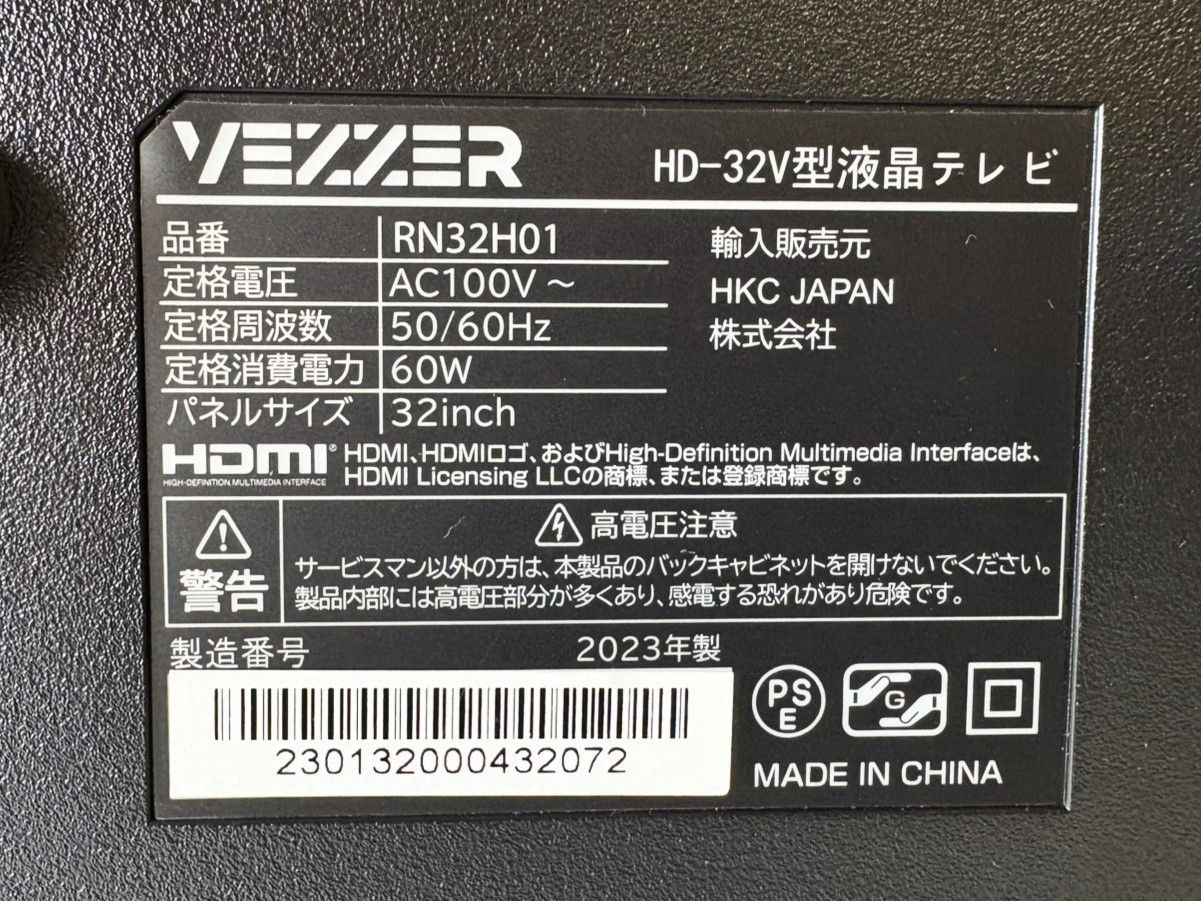 VEZZER
HD-32V型液晶テレビ
品番 RN32H01
定格電圧 AC100V～
定格周波数 50/60Hz
定格消費電力 60W
パネルサイズ 32inch
輸入販売元
HKC JAPAN
株式会社
HDMI®
HIGH-DEFINITION MULTIMEDIA INTERFACE
HDMI、HDMIロゴ、およびHigh-Definition Multimedia Interfaceは、
HDMI Licensing LLCの商標、または登録商標です。
警告
高電圧注意
サービスマン以外の方は、本製品のバックキャビネットを開けないでください。
製品内部には高電圧部分が多くあり、感電する恐れがあり危険です。
製造番号 2023年製
230132000432072
PS
E
G
MADE IN CHINA